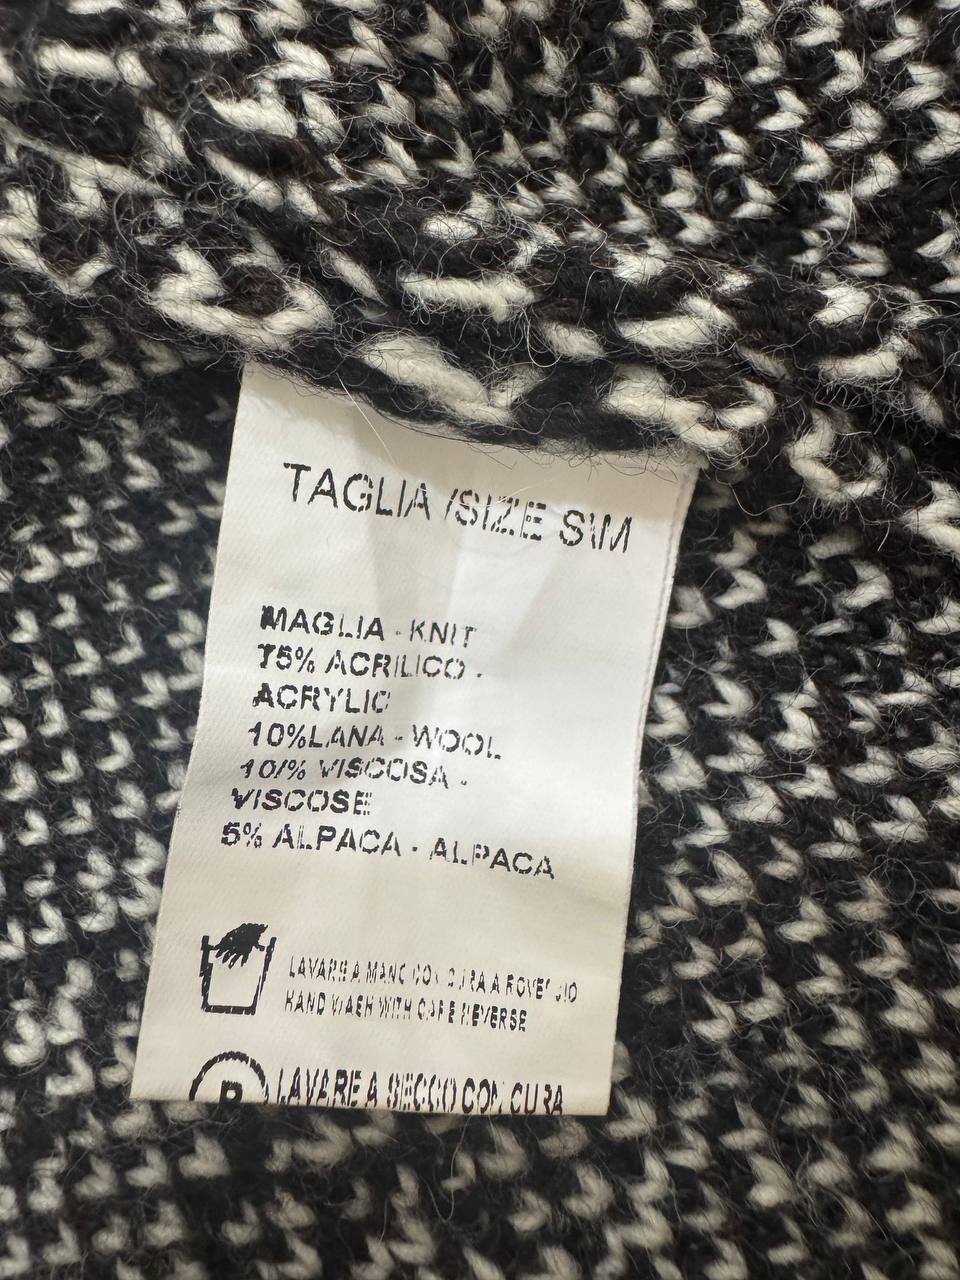 TAGLIA /SIZE S\M
MAGLIA - KNIT
75% ACRILICO -
ACRYLIC
10%LANA - WOOL
10/% VISCOSA -
VISCOSE
5% ALPACA - ALPACA
LAVARE A MANO CON CURA A ROVESCIO
HAND WASH WITH CARE REVERSE
P LAVARE A SECCO CON CURA